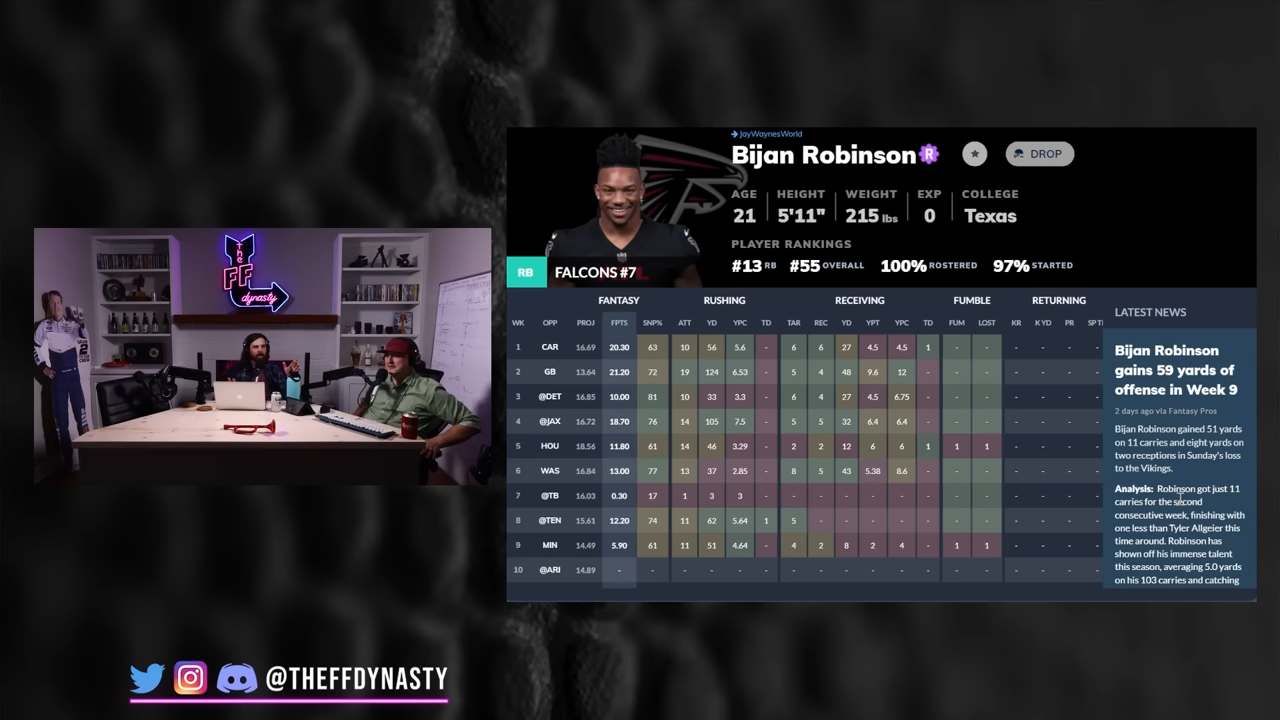 JayWaynesWorld
Bijan Robinson R
DROP
AGE HEIGHT WEIGHT EXP COLLEGE
21 5'11" 215 lbs 0 Texas
PLAYER RANKINGS
#13 RB #55 OVERALL 100% ROSTERED 97% STARTED
RB FALCONS #7
FANTASY RUSHING RECEIVING FUMBLE RETURNING
WK OPP PROJ FPTS SNP% ATT YD YPC TD TAR REC YD YPT YPC TD FUM LOST KR KYD PR SP T
1 CAR 16.69 20.30 63 10 56 5.6 - 6 6 27 4.5 4.5 1 - - - - - -
2 GB 13.64 21.20 72 19 124 6.53 - 5 4 48 9.6 12 - - - - - - -
3 @DET 16.85 10.00 81 10 33 3.3 - 6 4 27 4.5 6.75 - - - - - - -
4 @JAX 16.72 18.70 76 14 105 7.5 - 5 5 32 6.4 6.4 - - - - - - -
5 HOU 18.56 11.80 61 14 46 3.29 - 2 2 12 6 6 1 1 1 - - - -
6 WAS 16.84 13.00 77 13 37 2.85 - 8 5 43 5.38 8.6 - - - - - - -
7 @TB 16.03 0.30 17 1 3 3 - - - - - - - - - - - - -
8 @TEN 15.61 12.20 74 11 62 5.64 1 5 - - - - - - - - - - -
9 MIN 14.49 5.90 61 11 51 4.64 - 4 2 8 2 4 - 1 1 - - - -
10 @ARI 14.89 - - - - - - - - - - - - - - - - - -
LATEST NEWS
Bijan Robinson
gains 59 yards of
offense in Week 9
2 days ago via Fantasy Pros
Bijan Robinson gained 51 yards
on 11 carries and eight yards on
two receptions in Sunday's loss
to the Vikings.
Analysis: Robinson got just 11
carries for the second
consecutive week, finishing with
one less than Tyler Allgeier this
time around. Robinson has
shown off his immense talent
this season, averaging 5.0 yards
on his 103 carries and catching
the
FF
dynasty
@THEFFDYNASTY